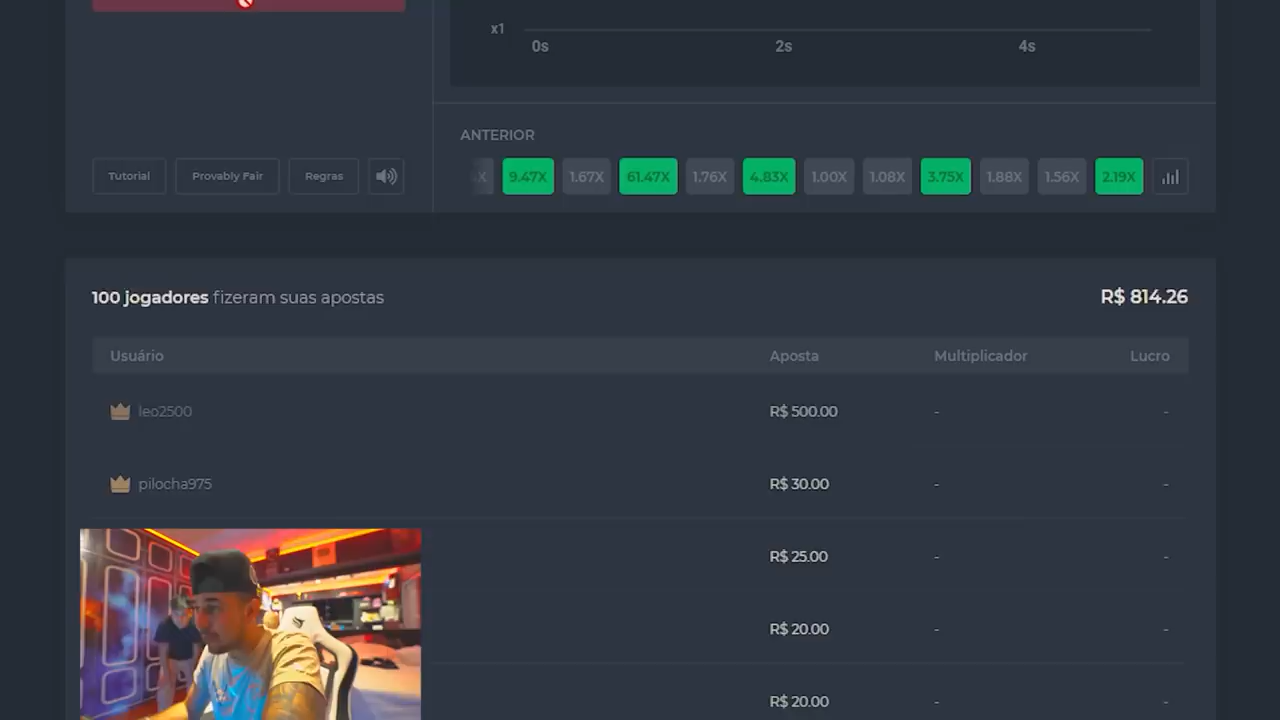 x1
0s 2s 4s
ANTERIOR
Tutorial Provably Fair Regras
X 9.47X 1.67X 61.47X 1.76X 4.83X 1.00X 1.08X 3.75X 1.88X 1.56X 2.19X
100 jogadores fizeram suas apostas R$ 814.26
Usuário Aposta Multiplicador Lucro
leo2500 R$ 500.00 - -
pilocha975 R$ 30.00 - -
R$ 25.00 - -
R$ 20.00 - -
R$ 20.00 - -